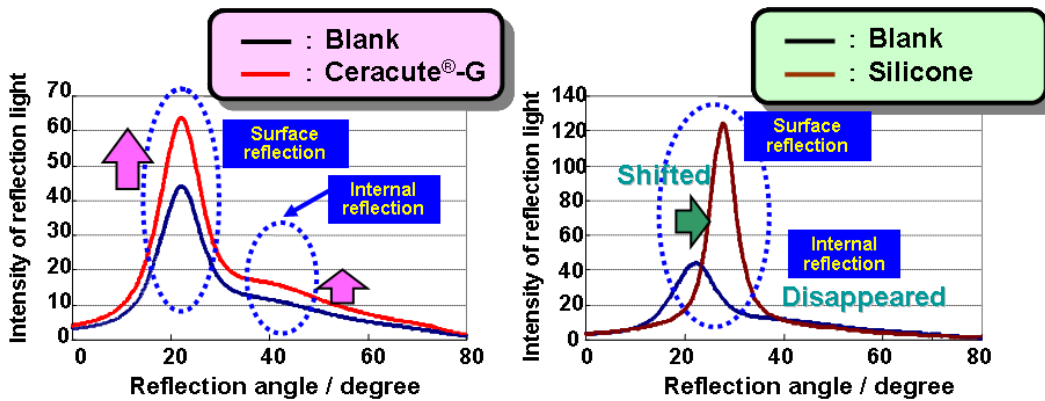 — : Blank
— : Ceracute®-G
Intensity of reflection light
70
60
50
40
30
20
10
0
Surface
reflection
Internal
reflection
0 20 40 60 80
Reflection angle / degree
— : Blank
— : Silicone
Intensity of reflection light
140
120
100
80
60
40
20
0
Surface
reflection
Shifted
Internal
reflection
Disappeared
0 20 40 60 80
Reflection angle / degree